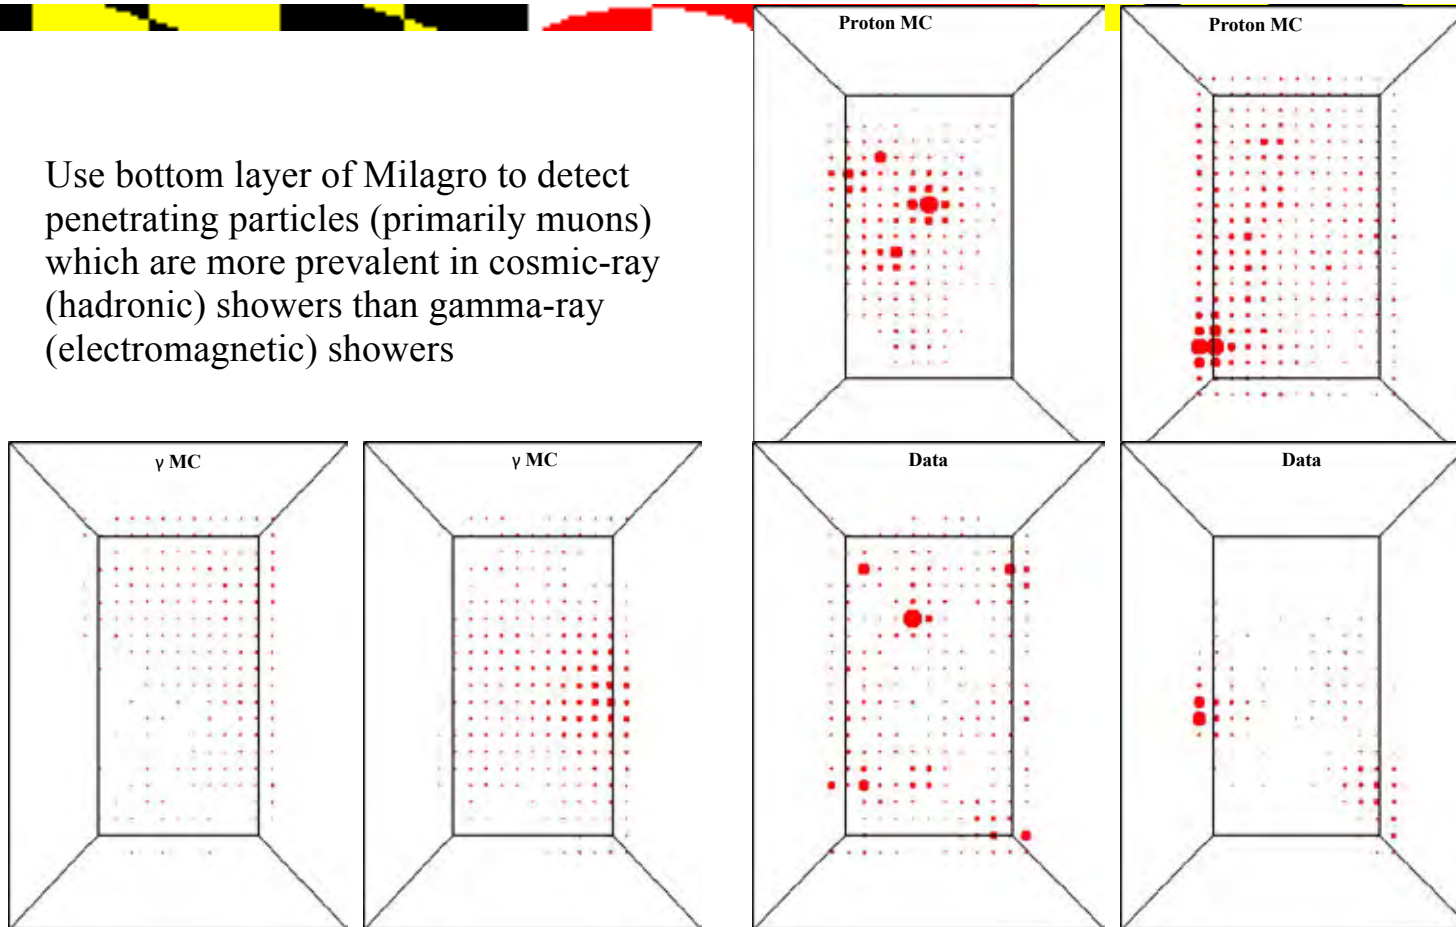 Proton MC
Proton MC
Use bottom layer of Milagro to detect
penetrating particles (primarily muons)
which are more prevalent in cosmic-ray
(hadronic) showers than gamma-ray
(electromagnetic) showers
γ MC
γ MC
Data
Data